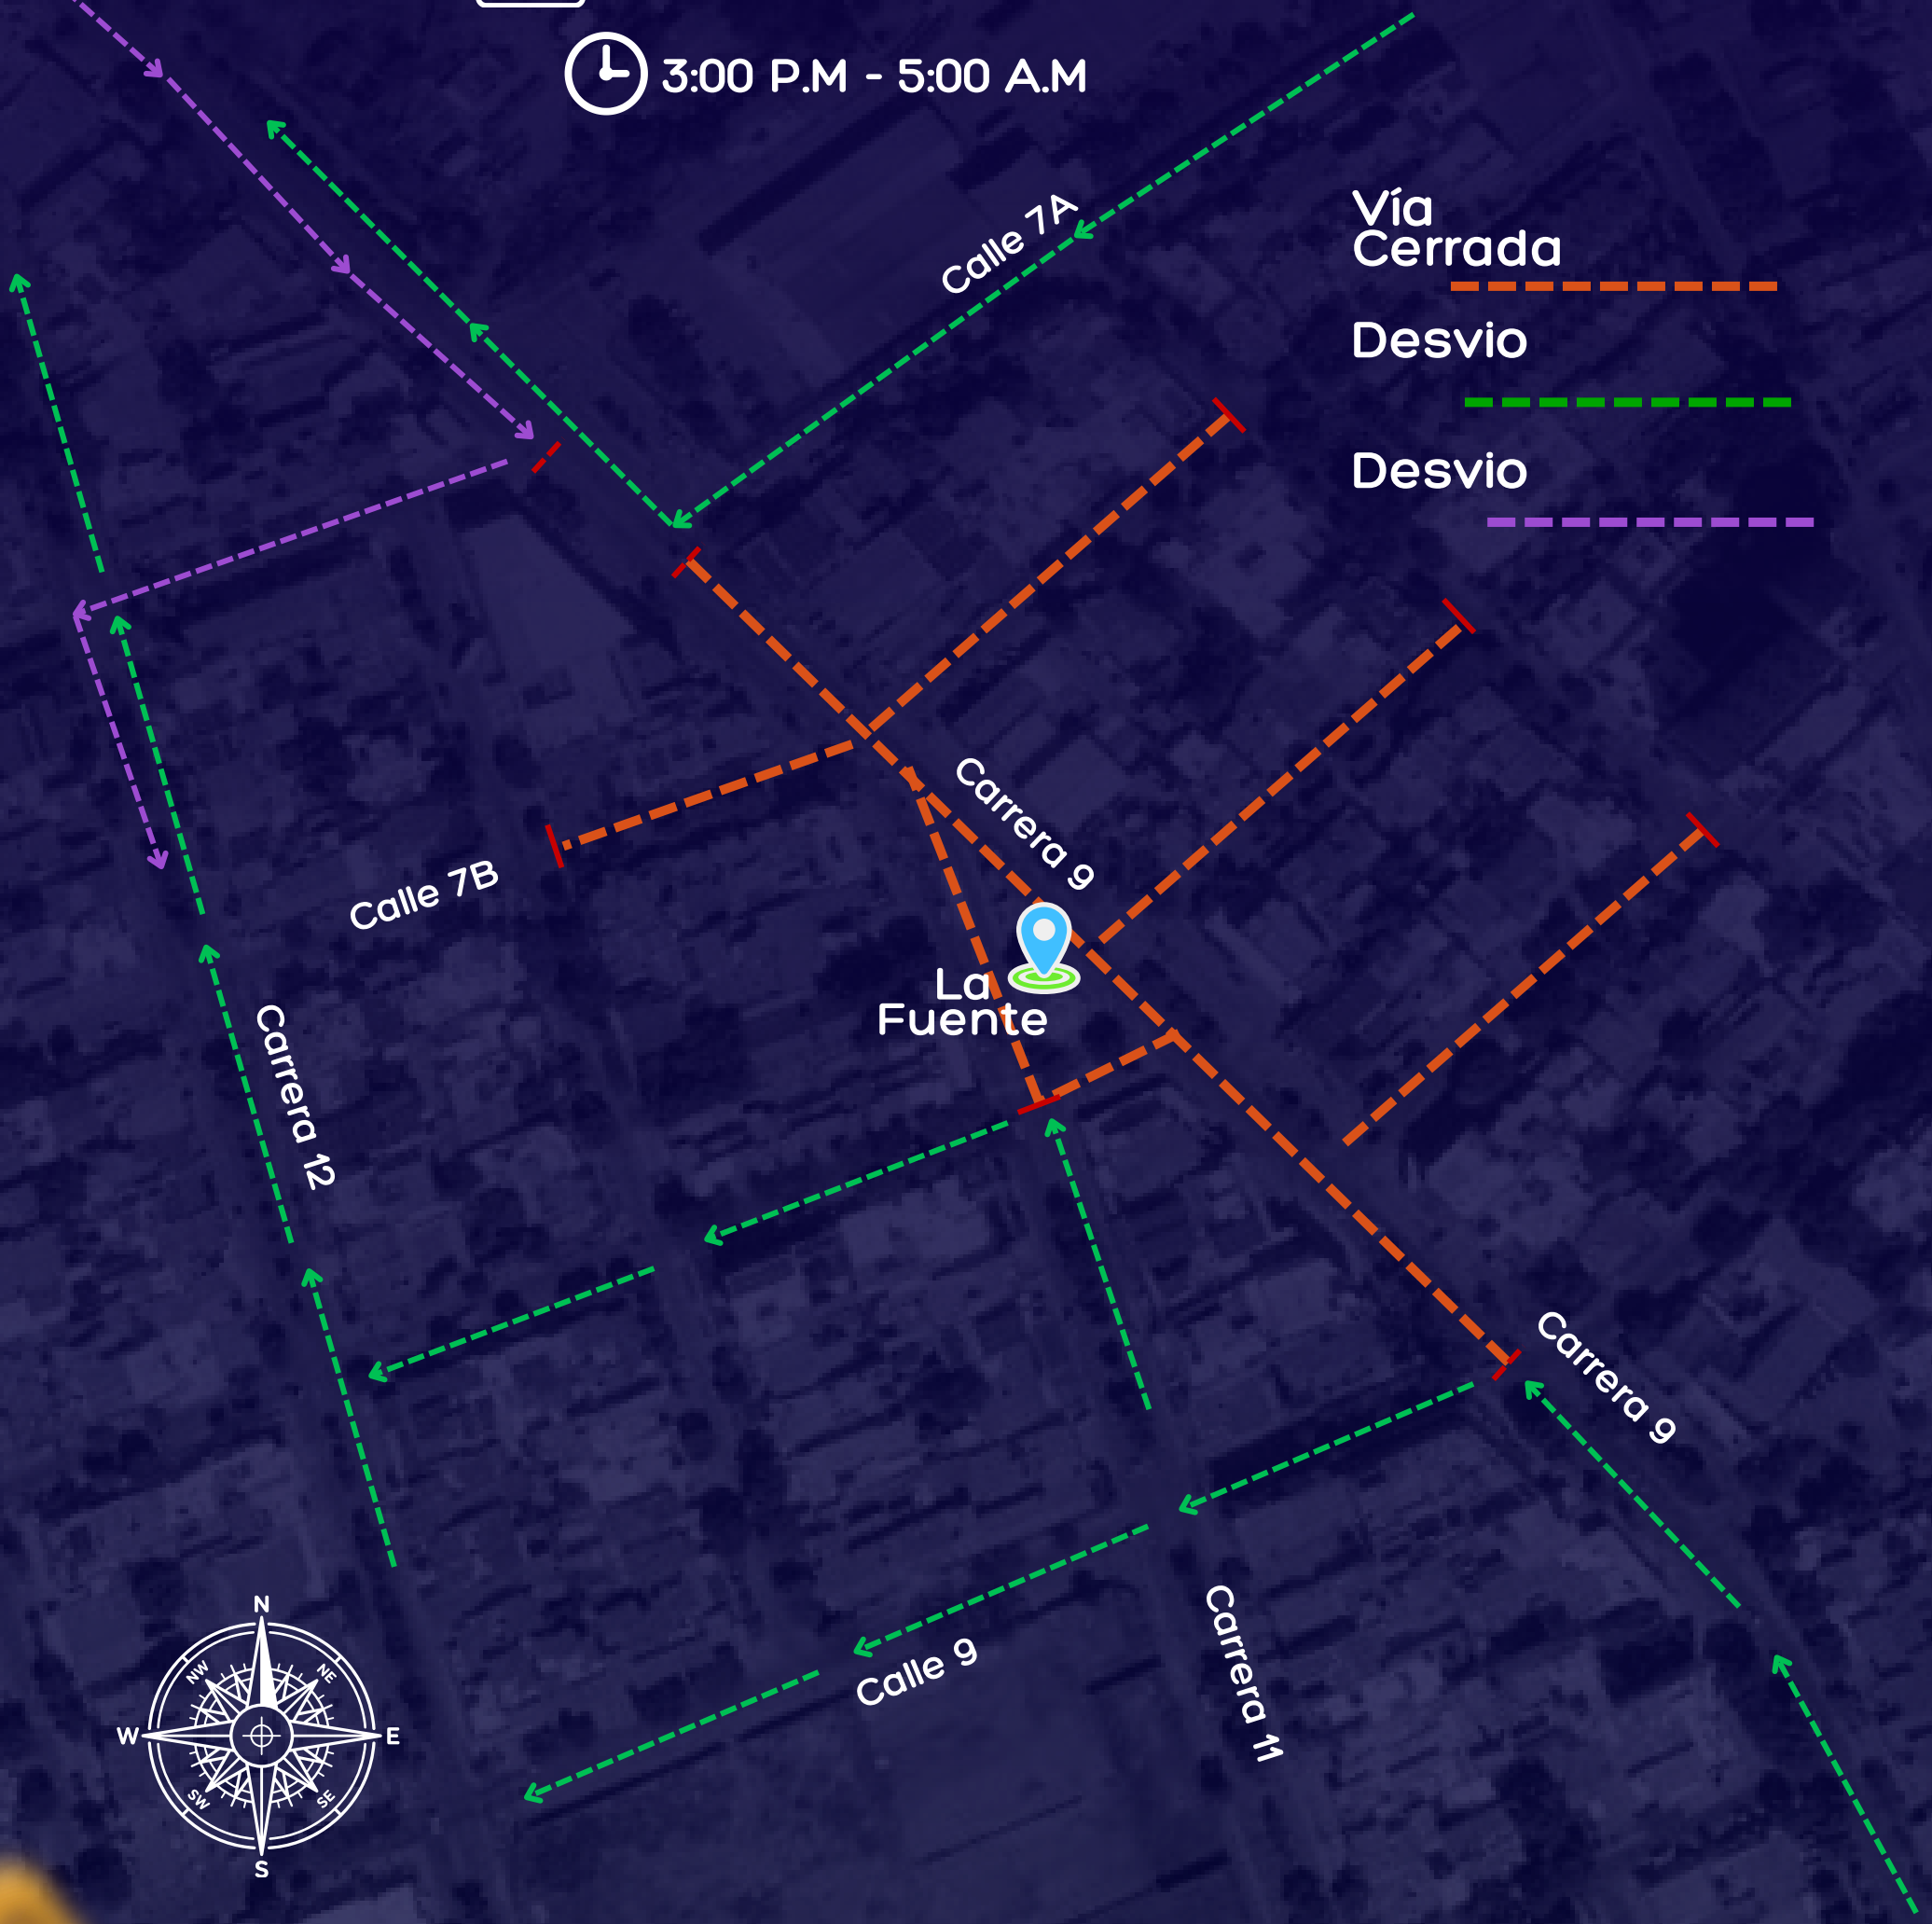 3:00 P.M - 5:00 A.M
Calle 7A
Vía
Cerrada
Desvio
Desvio
Carrera 9
Calle 7B
La
Fuente
Carrera 12
Carrera 9
Calle 9
Carrera 11
N
NW
NE
W
E
SW
SE
S